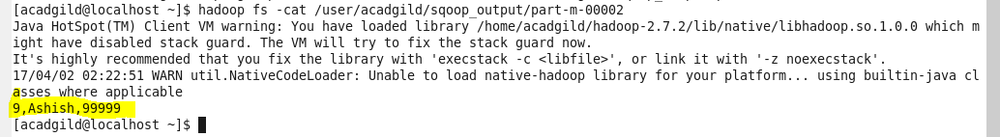 [acadgild@localhost ~]$ hadoop fs -cat /user/acadgild/sqoop_output/part-m-00002
Java HotSpot(TM) Client VM warning: You have loaded library /home/acadgild/hadoop-2.7.2/lib/native/libhadoop.so.1.0.0 which m
ight have disabled stack guard. The VM will try to fix the stack guard now.
It's highly recommended that you fix the library with 'execstack -c <libfile>', or link it with '-z noexecstack'.
17/04/02 02:22:51 WARN util.NativeCodeLoader: Unable to load native-hadoop library for your platform... using builtin-java cl
asses where applicable
9,Ashish,99999
[acadgild@localhost ~]$